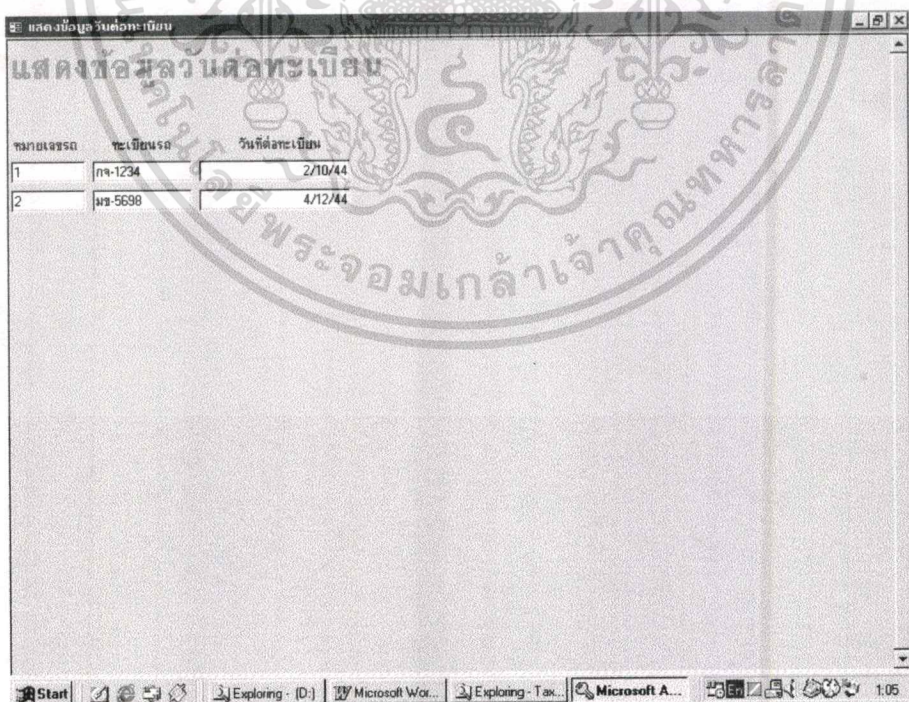 แสดงข้อมูลวันต่อทะเบียน
แสดงข้อมูลวันต่อทะเบียน
หมายเลขรถ ทะเบียนรถ วันที่ต่อทะเบียน
1 กจ-1234 2/10/44
2 มข-5698 4/12/44
พระจอมเกล้าเจ้าคุณทหารลา
Start Exploring - (D:) Microsoft Wor... Exploring - Tax... Microsoft A... En 1:05